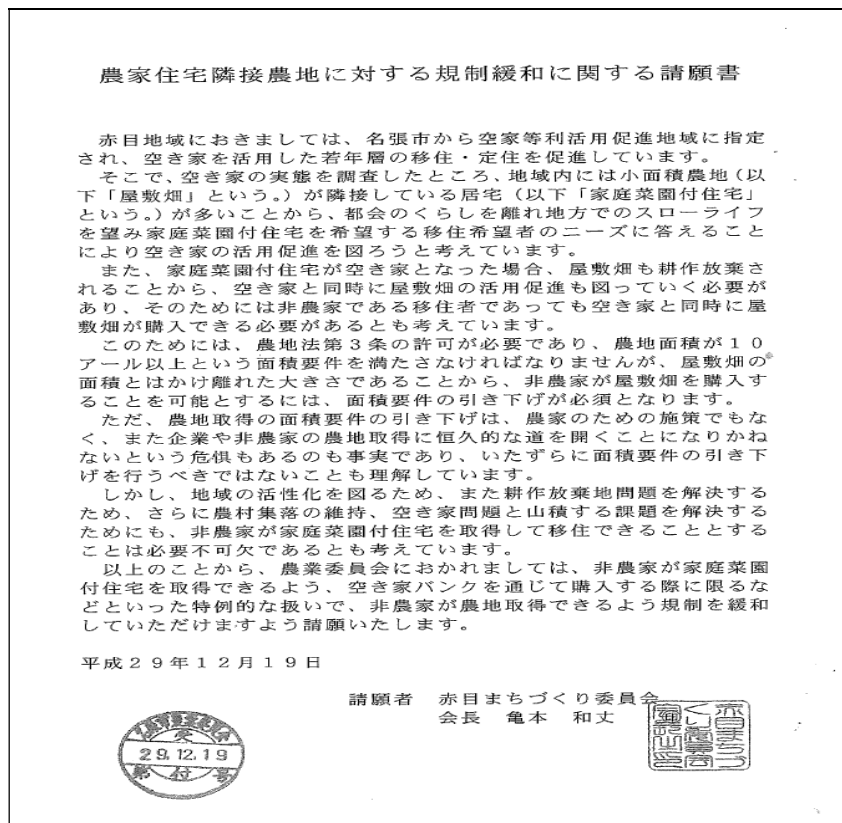 農家住宅隣接農地に対する規制緩和に関する請願書
赤目地域におきましては、名張市から空家等利活用促進地域に指定
され、空き家を活用した若年層の移住・定住を促進しています。
そこで、空き家の実態を調査したところ、地域内には小面積農地（以
下「屋敷畑」という。）が隣接している居宅（以下「家庭菜園付住宅」
という。）が多いことから、都会のくらしを離れ地方でのスローライフ
を望み家庭菜園付住宅を希望する移住希望者のニーズに答えること
により空き家の活用促進を図ろうと考えています。
また、家庭菜園付住宅が空き家となった場合、屋敷畑も耕作放棄さ
れることから、空き家と同時に屋敷畑の活用促進も図っていく必要が
あり、そのためには非農家である移住者であっても空き家と同時に屋
敷畑が購入できる必要があるとも考えています。
このためには、農地法第３条の許可が必要であり、農地面積が１０
アール以上という面積要件を満たさなければなりませんが、屋敷畑の
面積とはかけ離れた大きさであることから、非農家が屋敷畑を購入す
ることを可能とするには、面積要件の引き下げが必須となります。
ただ、農地取得の面積要件の引き下げは、農家のための施策でもな
く、また企業や非農家の農地取得に恒久的な道を開くことになりかね
ないという危惧もあるのも事実であり、いたずらに面積要件の引き下
げを行うべきではないことも理解しています。
しかし、地域の活性化を図るため、また耕作放棄地問題を解決する
ため、さらに農村集落の維持、空き家問題と山積する課題を解決する
ためにも、非農家が家庭菜園付住宅を取得して移住できることとする
ことは必要不可欠であるとも考えています。
以上のことから、農業委員会におかれましては、非農家が家庭菜園
付住宅を取得できるよう、空き家バンクを通じて購入する際に限るな
どといった特例的な扱いで、非農家が農地取得できるよう規制を緩和
していただけますよう請願いたします。
平成２９年１２月１９日
請願者 赤目まちづくり委員会
会長 亀本 和丈
受
29.12.19
付